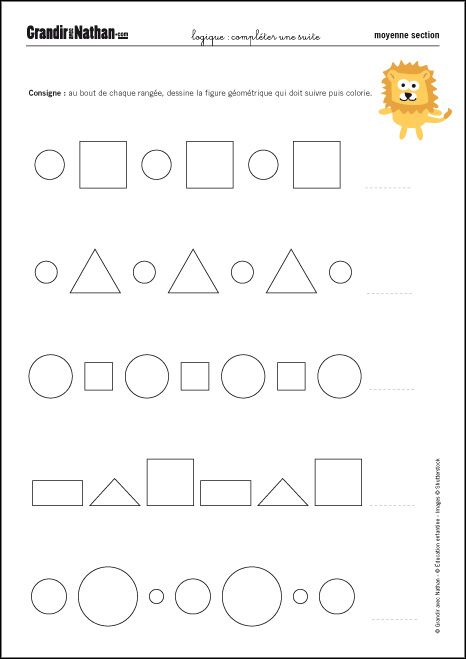 Grandir avec Nathan.com
logique : compléter une suite
moyenne section
Consigne : au bout de chaque rangée, dessine la figure géométrique qui doit suivre puis colorie.
© Grandir avec Nathan - © Éducation enfantine - Images © Shutterstock